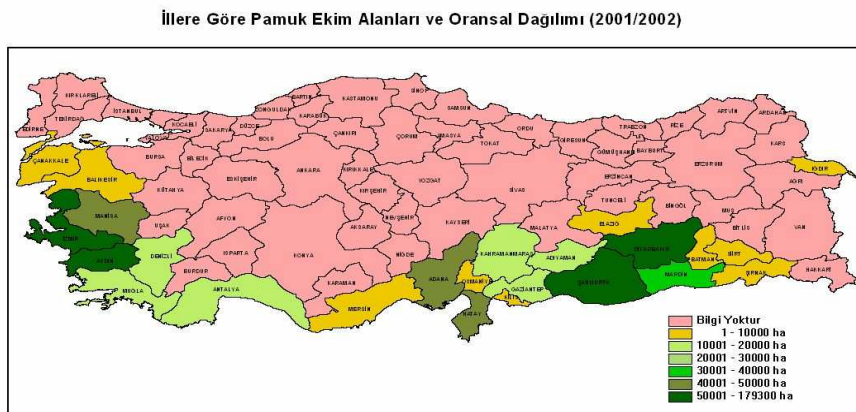 İllere Göre Pamuk Ekim Alanları ve Oransal Dağılımı (2001/2002)
KIRKLARELİ
EDİRNE
TEKİRDAĞ
İSTANBUL
KOCAELİ
SAKARYA
DÜZCE
ZONGULDAK
BARTIN
KARABÜK
KASTAMONU
SİNOP
SAMSUN
ORDU
GİRESUN
TRABZON
RİZE
ARTVİN
ARDAHAN
KARS
ÇANAKKALE
BALIKESİR
BURSA
BİLECİK
BOLU
ÇANKIRI
ÇORUM
AMASYA
TOKAT
GÜMÜŞHANE
BAYBURT
ERZURUM
IĞDIR
AĞRI
KÜTAHYA
ESKİŞEHİR
ANKARA
KIRIKKALE
KIRŞEHİR
YOZGAT
SİVAS
ERZİNCAN
TUNCELİ
BİNGÖL
MUŞ
BİTLİS
VAN
MANİSA
UŞAK
AFYON
AKSARAY
NEVŞEHİR
KAYSERİ
MALATYA
ELAZIĞ
DİYARBAKIR
BATMAN
SİİRT
ŞIRNAK
HAKKARİ
İZMİR
AYDIN
DENİZLİ
BURDUR
ISPARTA
KONYA
NİĞDE
KAHRAMANMARAŞ
ADIYAMAN
ŞANLIURFA
MARDİN
MUĞLA
ANTALYA
KARAMAN
MERSİN
ADANA
OSMANİYE
GAZİANTEP
KİLİS
HATAY
Bilgi Yoktur
1 - 10000 ha
10001 - 20000 ha
20001 - 30000 ha
30001 - 40000 ha
40001 - 50000 ha
50001 - 179300 ha